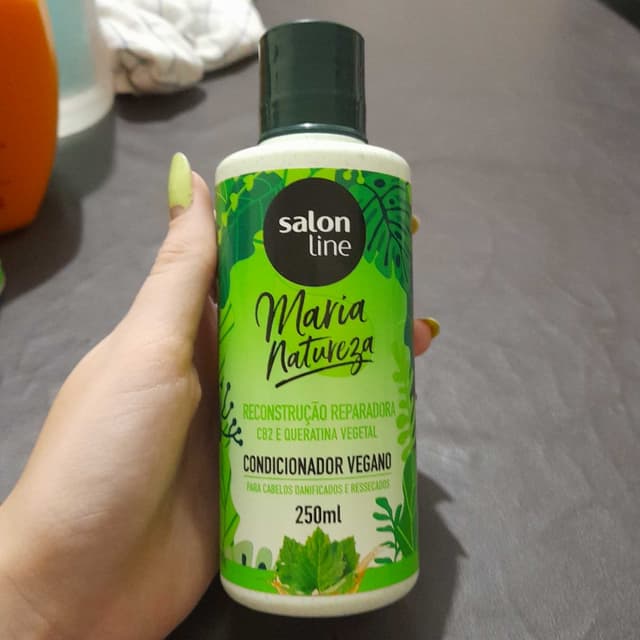 salon
line
Maria
Natureza
RECONSTRUÇÃO REPARADORA
CB2 E QUERATINA VEGETAL
CONDICIONADOR VEGANO
PARA CABELOS DANIFICADOS E RESSECADOS
250ml